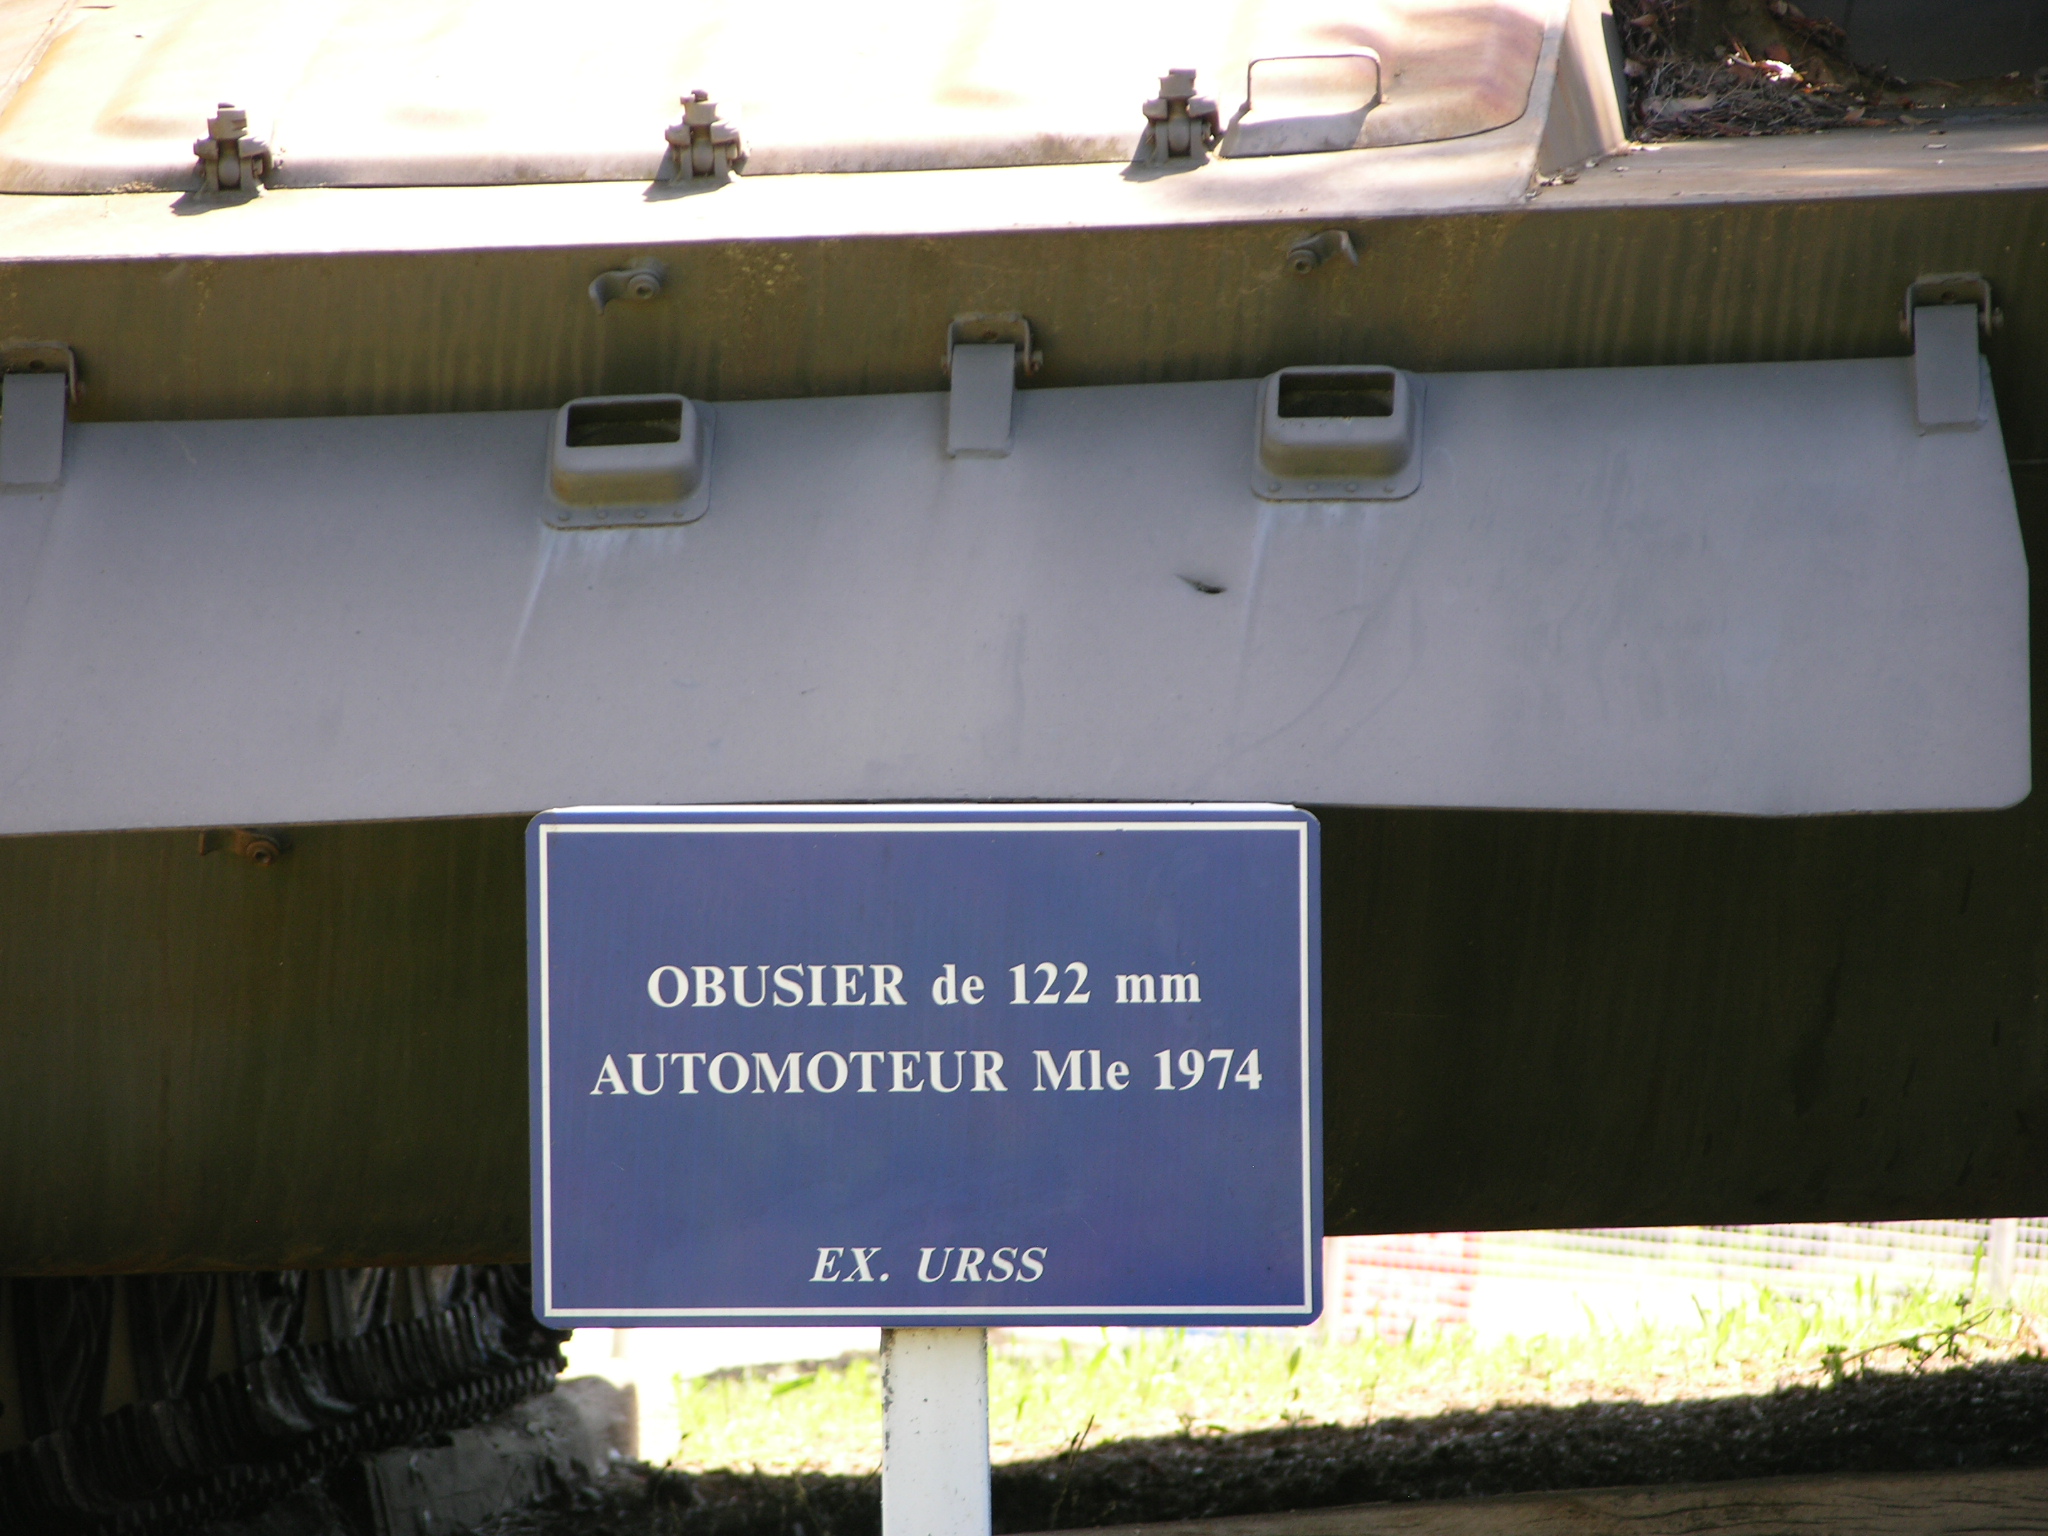 OBUSIER de 122 mm
AUTOMOTEUR Mle 1974
EX. URSS